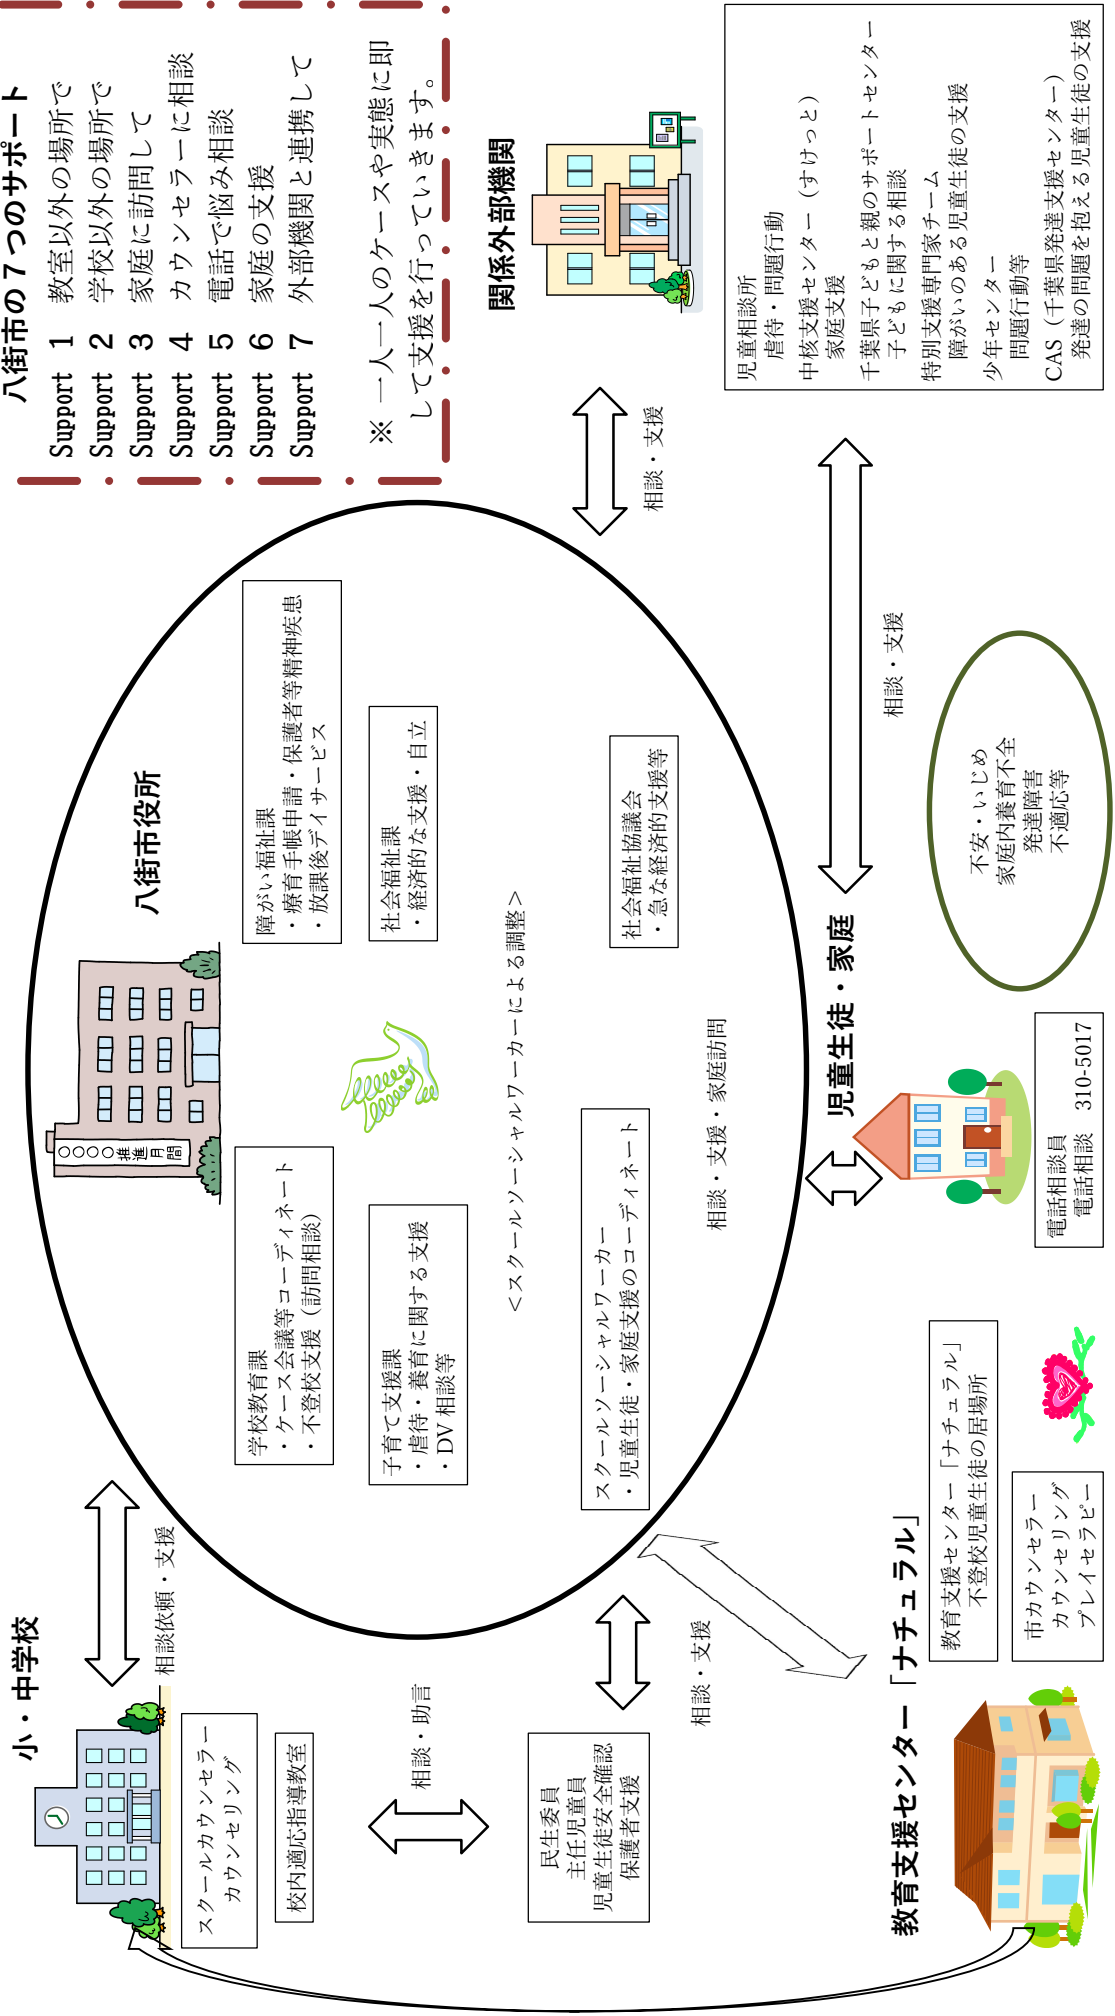 小・中学校
スクールカウンセラー
カウンセリング
校内適応指導教室
相談依頼・支援
相談・助言
民生委員
主任児童員
児童生徒安全確認
保護者支援
相談・支援
八街市役所
○○○○推進月間
学校教育課
・ケース会議等コーディネート
・不登校支援（訪問相談）
障がい福祉課
・療育手帳申請・保護者等精神疾患
・放課後デイサービス
子育て支援課
・虐待・養育に関する支援
・DV 相談等
社会福祉課
・経済的な支援・自立
＜スクールソーシャルワーカーによる調整＞
スクールソーシャルワーカー
・児童生徒・家庭支援のコーディネート
社会福祉協議会
・急な経済的支援等
相談・支援・家庭訪問
八街市の７つのサポート
Support 1 教室以外の場所で
Support 2 学校以外の場所で
Support 3 家庭に訪問して
Support 4 カウンセラーに相談
Support 5 電話で悩み相談
Support 6 家庭の支援
Support 7 外部機関と連携して
※ 一人一人のケースや実態に即
して支援を行っていきます。
関係外部機関
相談・支援
児童相談所
虐待・問題行動
中核支援センター（すけっと）
家庭支援
千葉県子どもと親のサポートセンター
子どもに関する相談
特別支援専門家チーム
障がいのある児童生徒の支援
少年センター
問題行動等
CAS（千葉県発達支援センター）
発達の問題を抱える児童生徒の支援
相談・支援
教育支援センター「ナチュラル」
教育支援センター「ナチュラル」
不登校児童生徒の居場所
市カウンセラー
カウンセリング
プレイセラピー
児童生徒・家庭
電話相談員
電話相談 310-5017
不安・いじめ
家庭内養育不全
発達障害
不適応等